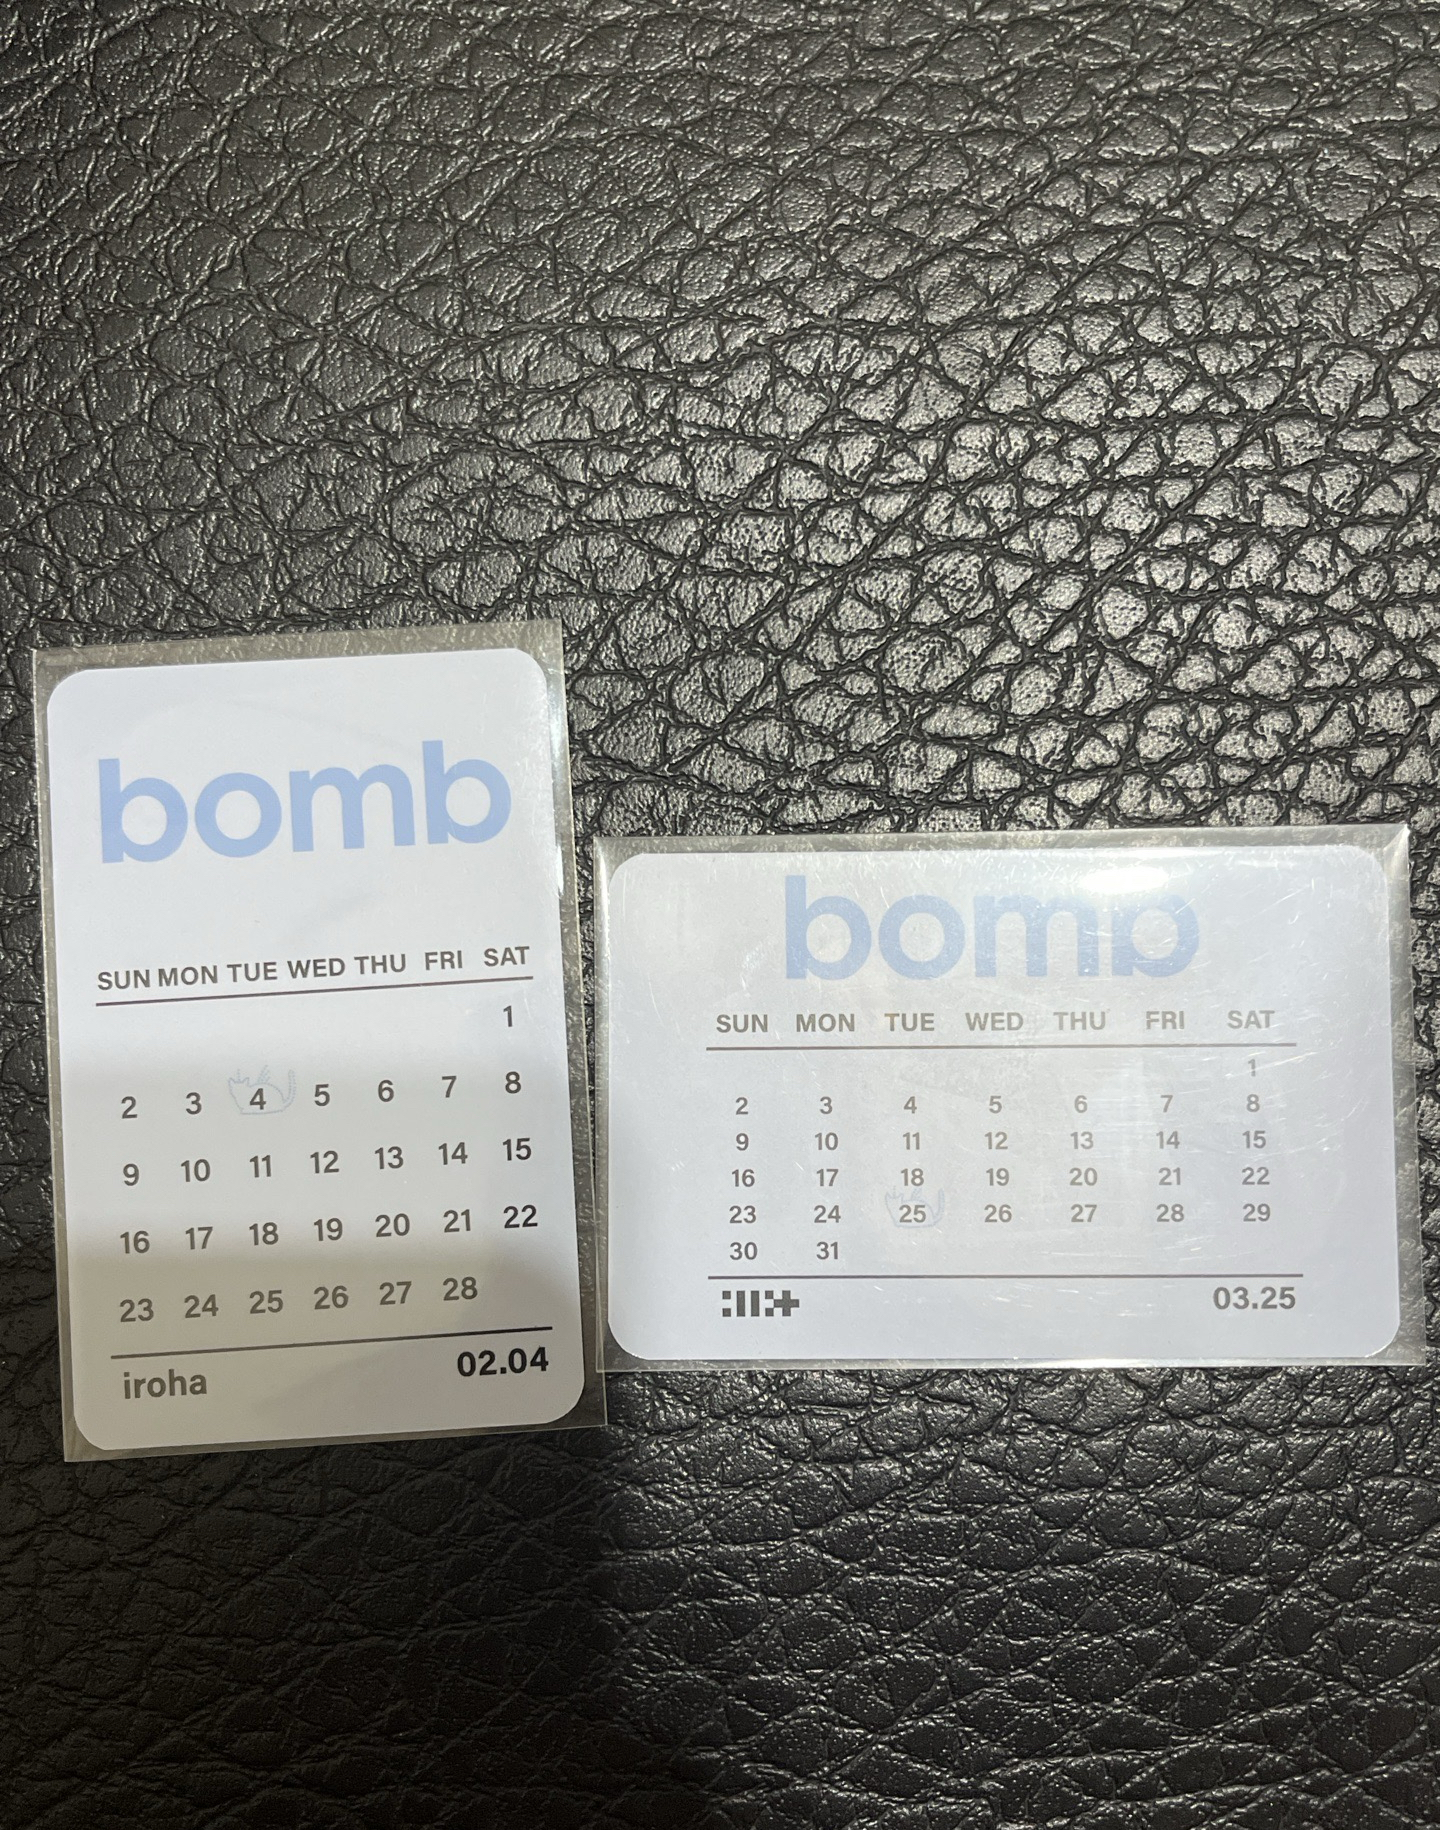 bomb
SUN MON TUE WED THU FRI SAT
1
2 3 4 5 6 7 8
9 10 11 12 13 14 15
16 17 18 19 20 21 22
23 24 25 26 27 28
iroha 02.04
bomb
SUN MON TUE WED THU FRI SAT
1
2 3 4 5 6 7 8
9 10 11 12 13 14 15
16 17 18 19 20 21 22
23 24 25 26 27 28 29
30 31
03.25